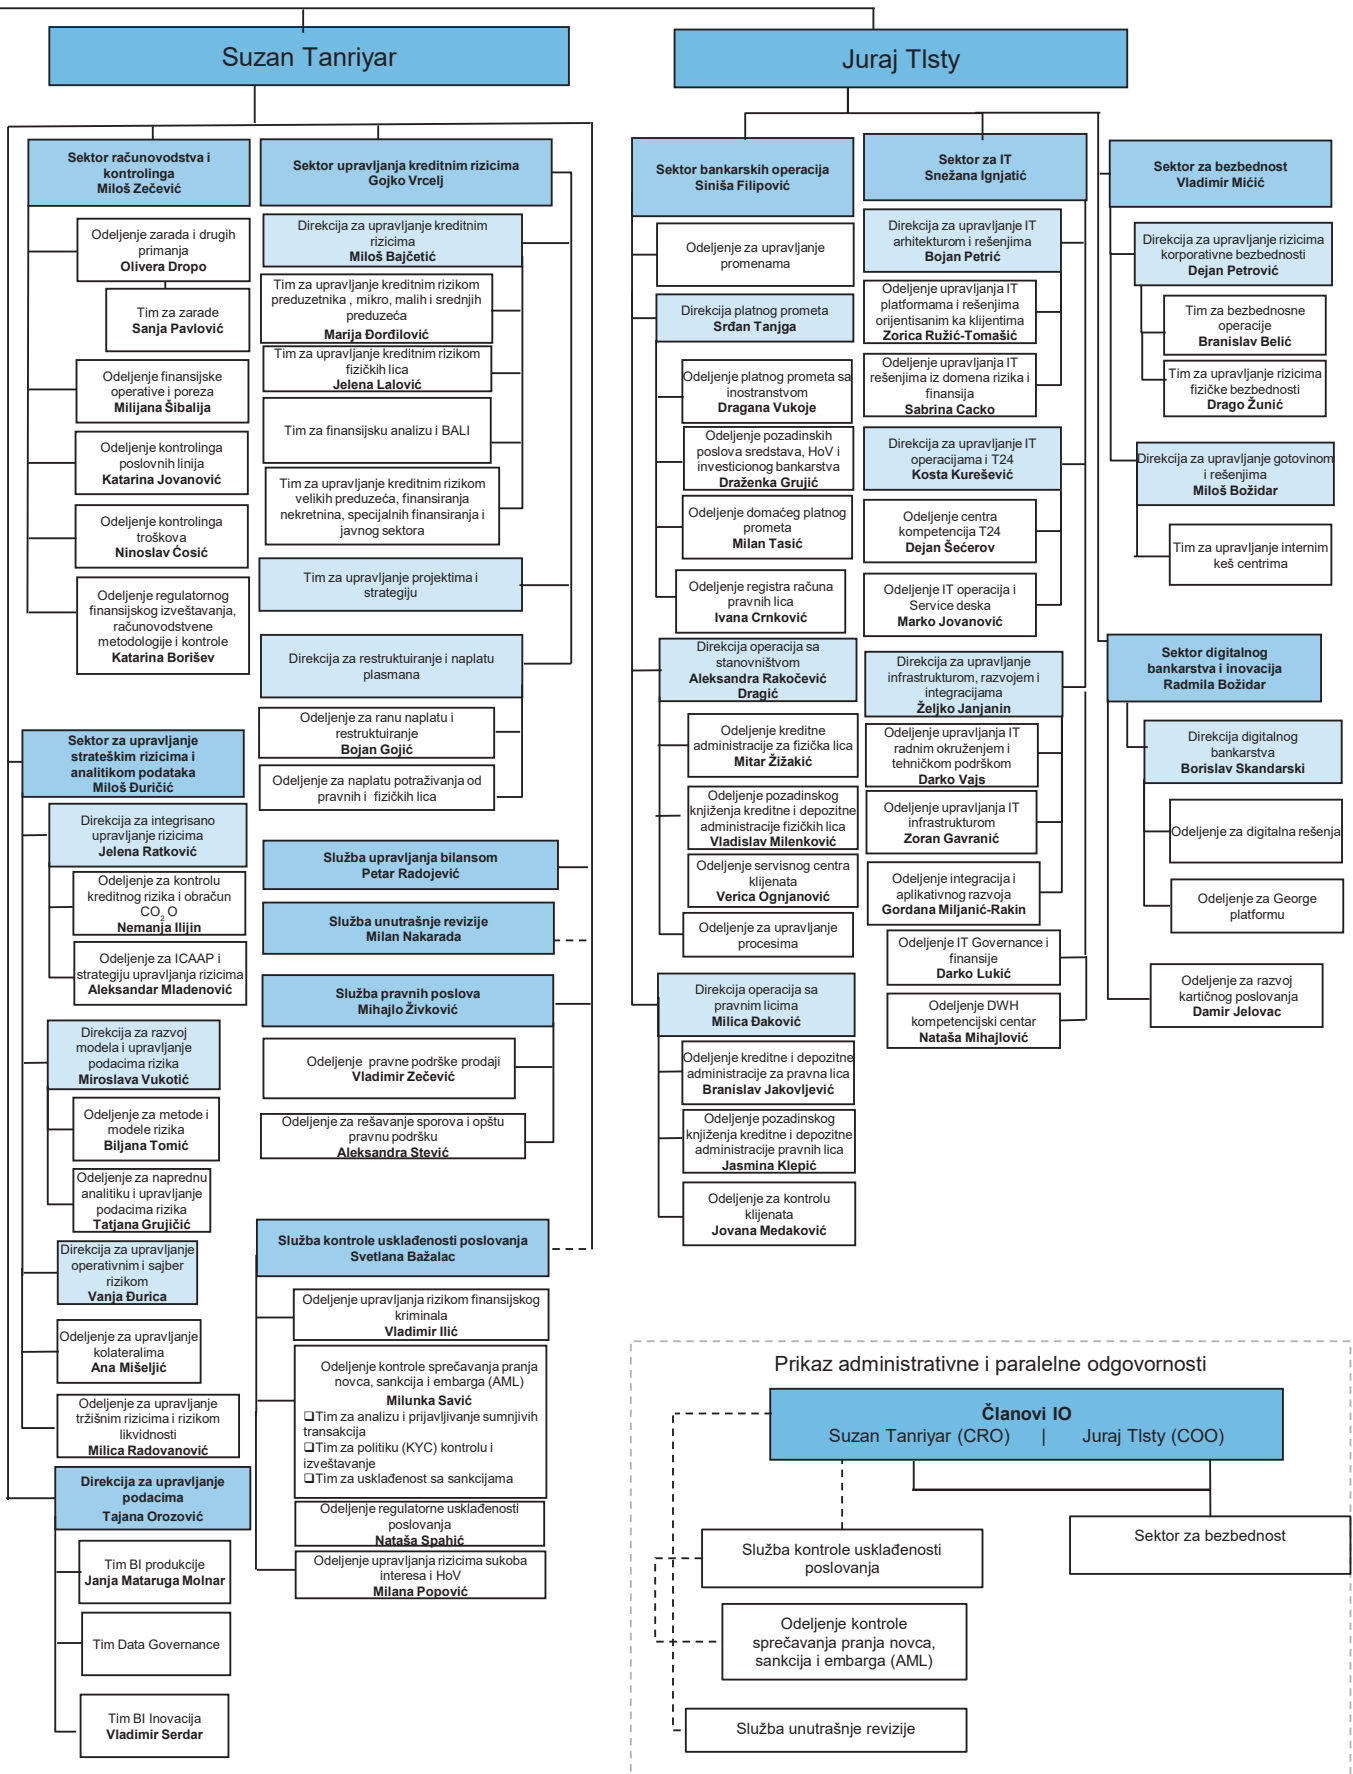 Suzan Tanriyar
Sektor računovodstva i
kontrolinga
Miloš Zečević
Odeljenje zarada i drugih
primanja
Olivera Dropo
Tim za zarade
Sanja Pavlović
Odeljenje finansijske
operative i poreza
Milijana Šibalija
Odeljenje kontrolinga
poslovnih linija
Katarina Jovanović
Odeljenje kontrolinga
troškova
Ninoslav Ćosić
Odeljenje regulatornog
finansijskog izveštavanja,
računovodstvene
metodologije i kontrole
Katarina Borišev
Sektor za upravljanje
strateškim rizicima i
analitikom podataka
Miloš Đuričić
Direkcija za integrisano
upravljanje rizicima
Jelena Ratković
Odeljenje za kontrolu
kreditnog rizika i obračun
CO₂ O
Nemanja Ilijin
Odeljenje za ICAAP i
strategiju upravljanja rizicima
Aleksandar Mladenović
Direkcija za razvoj
modela i upravljanje
podacima rizika
Miroslava Vukotić
Odeljenje za metode i
modele rizika
Biljana Tomić
Odeljenje za naprednu
analitiku i upravljanje
podacima rizika
Tatjana Grujičić
Direkcija za upravljanje
operativnim i sajber
rizikom
Vanja Đurica
Odeljenje za upravljanje
kolateralima
Ana Mišeljić
Odeljenje za upravljanje
tržišnim rizicima i rizikom
likvidnosti
Milica Radovanović
Direkcija za upravljanje
podacima
Tajana Orozović
Tim BI produkcije
Janja Mataruga Molnar
Tim Data Governance
Tim BI Inovacija
Vladimir Serdar
Sektor upravljanja kreditnim rizicima
Gojko Vrcelj
Direkcija za upravljanje kreditnim
rizicima
Miloš Bajčetić
Tim za upravljanje kreditnim rizikom
preduzetnika , mikro, malih i srednjih
preduzeća
Marija Đorđilović
Tim za upravljanje kreditnim rizikom
fizičkih lica
Jelena Lalović
Tim za finansijsku analizu i BALI
Tim za upravljanje kreditnim rizikom
velikih preduzeća, finansiranja
nekretnina, specijalnih finansiranja i
javnog sektora
Tim za upravljanje projektima i
strategiju
Direkcija za restruktuiranje i naplatu
plasmana
Odeljenje za ranu naplatu i
restruktuiranje
Bojan Gojić
Odeljenje za naplatu potraživanja od
pravnih i fizičkih lica
Služba upravljanja bilansom
Petar Radojević
Služba unutrašnje revizije
Milan Nakarada
Služba pravnih poslova
Mihajlo Živković
Odeljenje pravne podrške prodaji
Vladimir Zečević
Odeljenje za rešavanje sporova i opštu
pravnu podršku
Aleksandra Stević
Služba kontrole usklađenosti poslovanja
Svetlana Bažalac
Odeljenje upravljanja rizikom finansijskog
kriminala
Vladimir Ilić
Odeljenje kontrole sprečavanja pranja
novca, sankcija i embarga (AML)
Milunka Savić
❑Tim za analizu i prijavljivanje sumnjivih
transakcija
❑Tim za politiku (KYC) kontrolu i
izveštavanje
❑Tim za usklađenost sa sankcijama
Odeljenje regulatorne usklađenosti
poslovanja
Nataša Spahić
Odeljenje upravljanja rizicima sukoba
interesa i HoV
Milana Popović
Juraj Tlsty
Sektor bankarskih operacija
Siniša Filipović
Odeljenje za upravljanje
promenama
Direkcija platnog prometa
Srđan Tanjga
Odeljenje platnog prometa sa
inostranstvom
Dragana Vukoje
Odeljenje pozadinskih
poslova sredstava, HoV i
investicionog bankarstva
Draženka Grujić
Odeljenje domaćeg platnog
prometa
Milan Tasić
Odeljenje registra računa
pravnih lica
Ivana Crnković
Direkcija operacija sa
stanovništvom
Aleksandra Rakočević
Dragić
Odeljenje kreditne
administracije za fizička lica
Mitar Žižakić
Odeljenje pozadinskog
knjiženja kreditne i depozitne
administracije fizičkih lica
Vladislav Milenković
Odeljenje servisnog centra
klijenata
Verica Ognjanović
Odeljenje za upravljanje
procesima
Direkcija operacija sa
pravnim licima
Milica Đaković
Odeljenje kreditne i depozitne
administracije za pravna lica
Branislav Jakovljević
Odeljenje pozadinskog
knjiženja kreditne i depozitne
administracije pravnih lica
Jasmina Klepić
Odeljenje za kontrolu
klijenata
Jovana Medaković
Sektor za IT
Snežana Ignjatić
Direkcija za upravljanje IT
arhitekturom i rešenjima
Bojan Petrić
Odeljenje upravljanja IT
platformama i rešenjima
orijentisanim ka klijentima
Zorica Ružić-Tomašić
Odeljenje upravljanja IT
rešenjima iz domena rizika i
finansija
Sabrina Cacko
Direkcija za upravljanje IT
operacijama i T24
Kosta Kurešević
Odeljenje centra
kompetencija T24
Dejan Šećerov
Odeljenje IT operacija i
Service deska
Marko Jovanović
Direkcija za upravljanje
infrastrukturom, razvojem i
integracijama
Željko Janjanin
Odeljenje upravljanja IT
radnim okruženjem i
tehničkom podrškom
Darko Vajs
Odeljenje upravljanja IT
infrastrukturom
Zoran Gavranić
Odeljenje integracija i
aplikativnog razvoja
Gordana Miljanić-Rakin
Odeljenje IT Governance i
finansije
Darko Lukić
Odeljenje DWH
kompetencijski centar
Nataša Mihajlović
Sektor za bezbednost
Vladimir Mićić
Direkcija za upravljanje rizicima
korporativne bezbednosti
Dejan Petrović
Tim za bezbednosne
operacije
Branislav Belić
Tim za upravljanje rizicima
fizičke bezbednosti
Drago Žunić
Direkcija za upravljanje gotovinom
i rešenjima
Miloš Božidar
Tim za upravljanje internim
keš centrima
Sektor digitalnog
bankarstva i inovacija
Radmila Božidar
Direkcija digitalnog
bankarstva
Borislav Skandarski
Odeljenje za digitalna rešenja
Odeljenje za George
platformu
Odeljenje za razvoj
kartičnog poslovanja
Damir Jelovac
Prikaz administrativne i paralelne odgovornosti
Članovi IO
Suzan Tanriyar (CRO) | Juraj Tlsty (COO)
Služba kontrole usklađenosti
poslovanja
Sektor za bezbednost
Odeljenje kontrole
sprečavanja pranja novca,
sankcija i embarga (AML)
Služba unutrašnje revizije